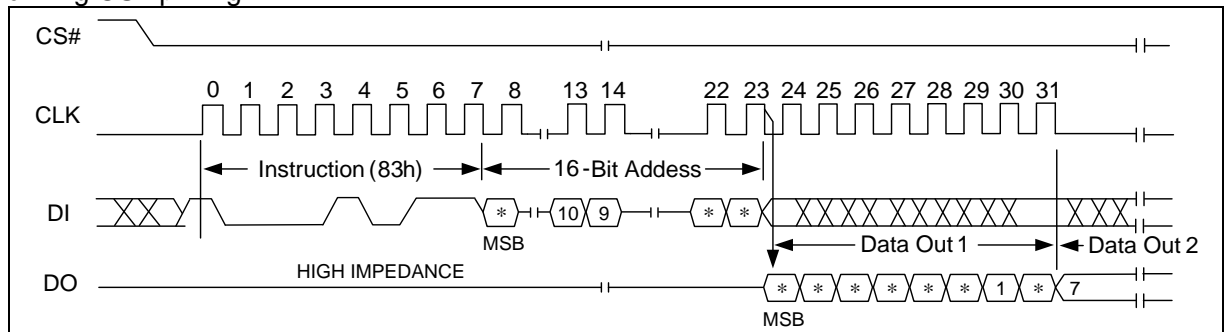 CS#
0 1 2 3 4 5 6 7 8 13 14 22 23 24 25 26 27 28 29 30 31
CLK
Instruction (83h) 16-Bit Addess
DI * 10 9 * *
MSB
Data Out 1 Data Out 2
HIGH IMPEDANCE
DO * * * * * * 1 * 7
MSB